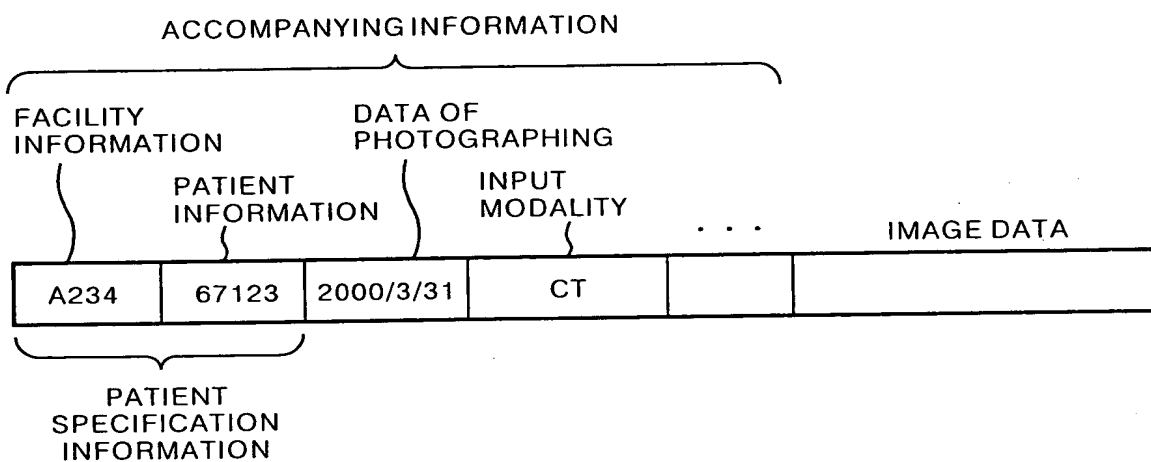 ACCOMPANYING INFORMATION
FACILITY
INFORMATION
DATA OF
PHOTOGRAPHING
PATIENT
INFORMATION
INPUT
MODALITY
. . .
IMAGE DATA
A234
67123
2000/3/31
CT
PATIENT
SPECIFICATION
INFORMATION